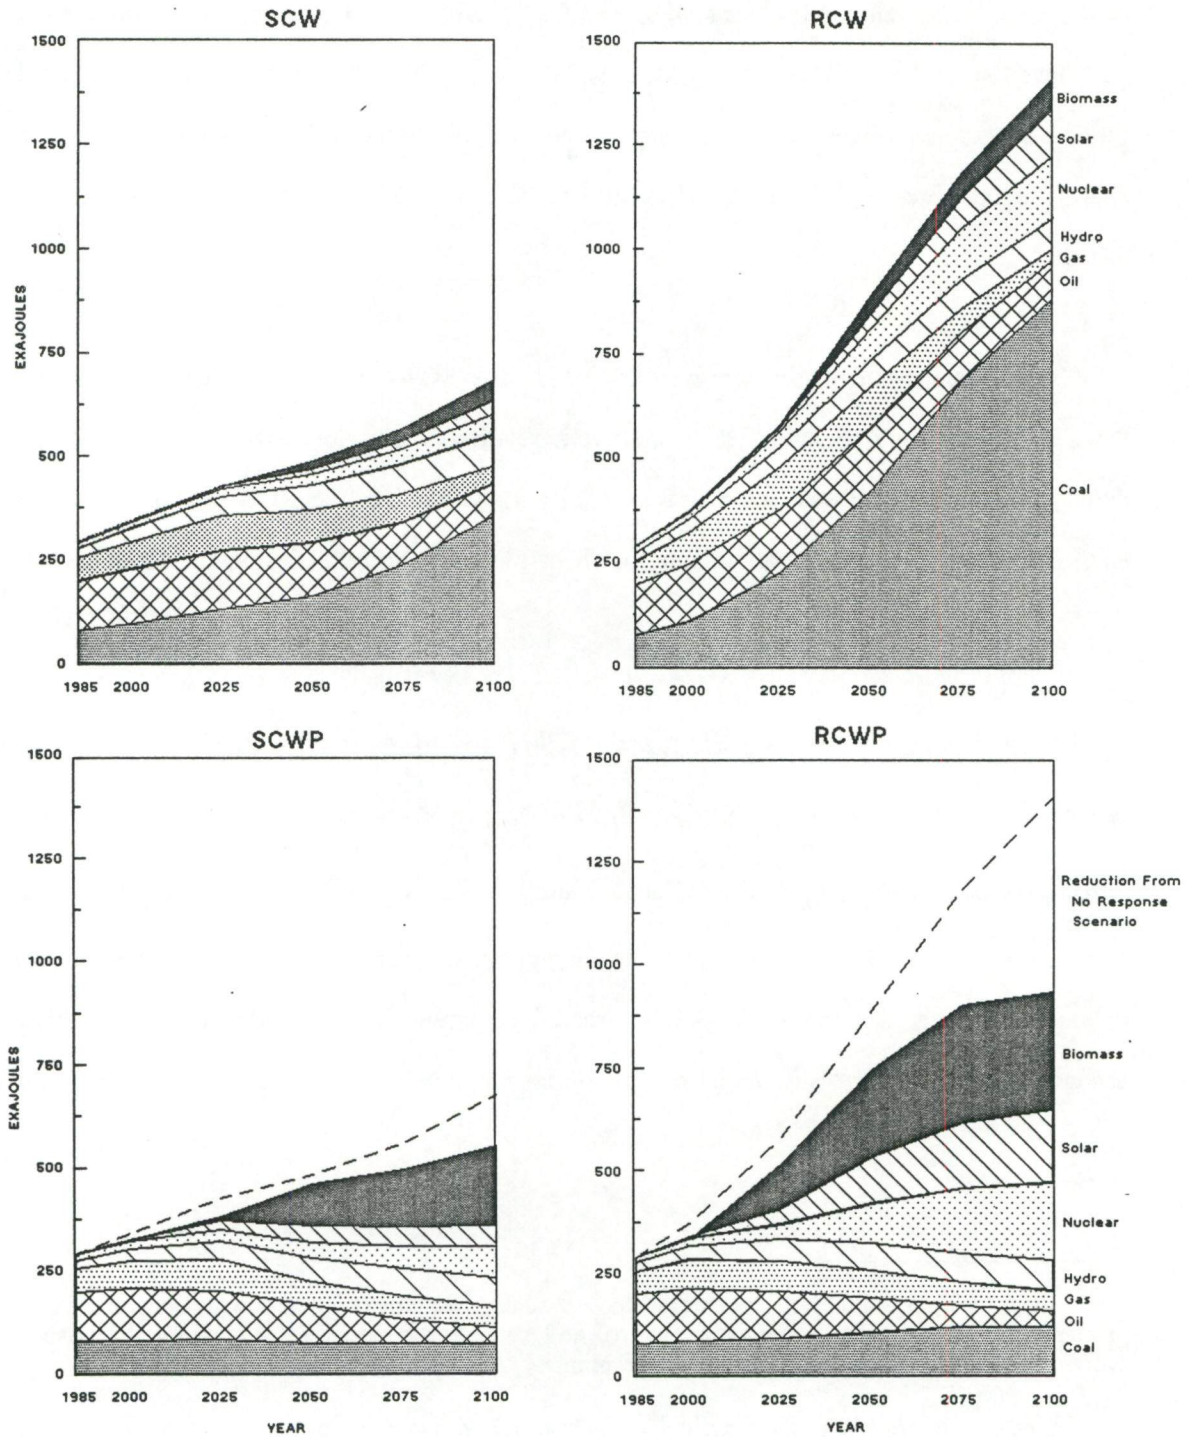 SCW
1500
1250
1000
750
500
250
0
EXAJOULES
1985 2000 2025 2050 2075 2100
RCW
1500
1250
1000
750
500
250
0
1985 2000 2025 2050 2075 2100
Biomass
Solar
Nuclear
Hydro
Gas
Oil
Coal
SCWP
1500
1250
1000
750
500
250
0
EXAJOULES
1985 2000 2025 2050 2075 2100
YEAR
RCWP
1500
1250
1000
750
500
250
0
1985 2000 2025 2050 2075 2100
YEAR
Reduction From
No Response
Scenario
Biomass
Solar
Nuclear
Hydro
Gas
Oil
Coal